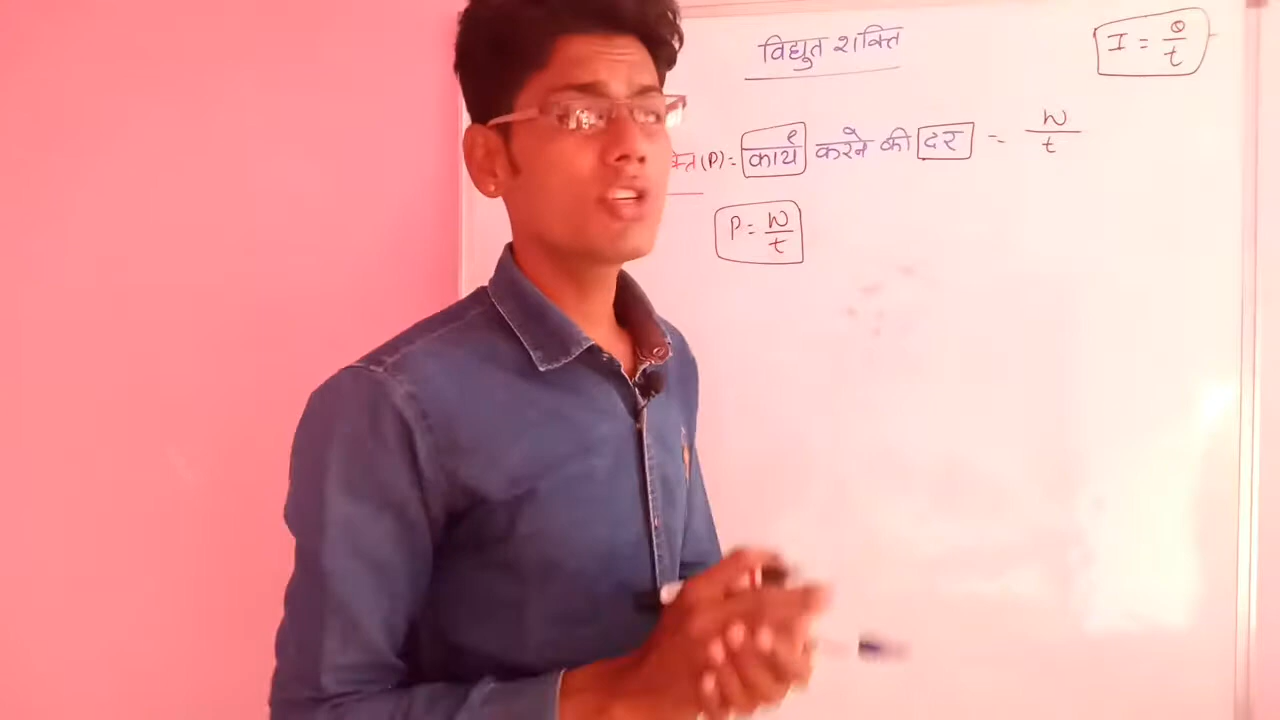 विद्युत शक्ति
I = Q/t
(P) = कार्य करने की दर = W/t
P = W/t